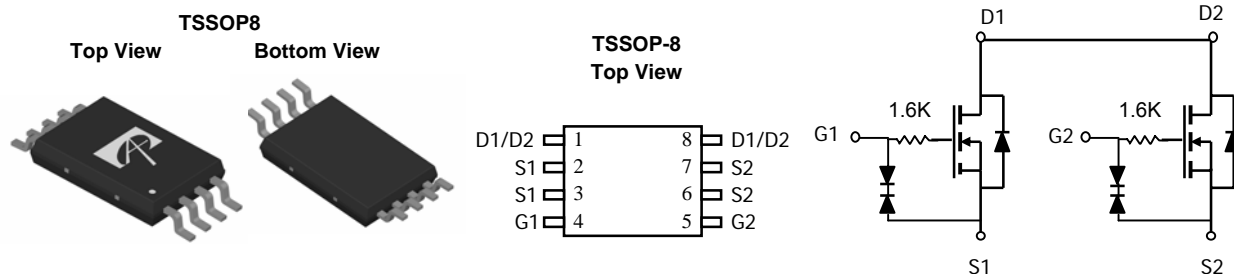 TSSOP8
Top View Bottom View
TSSOP-8
Top View
D1/D2 1 8 D1/D2
S1 2 7 S2
S1 3 6 S2
G1 4 5 G2
D1 D2
1.6K 1.6K
G1 G2
S1 S2